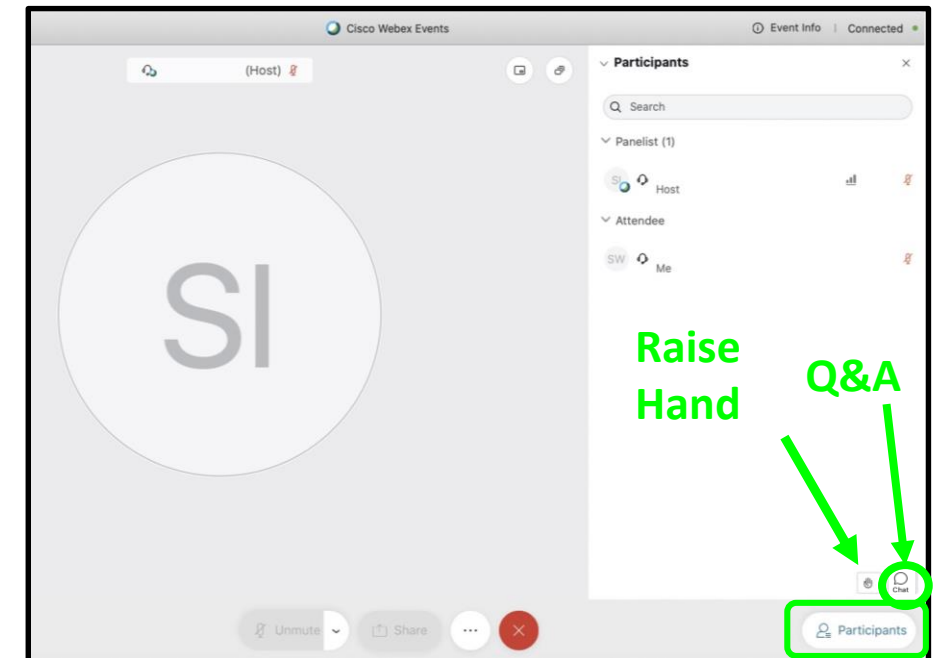 Cisco Webex Events
Event Info | Connected
(Host)
Participants
Search
Panelist (1)
SI
Host
Attendee
SW
Me
SI
Raise
Hand
Q&A
Chat
Unmute
Share
Participants